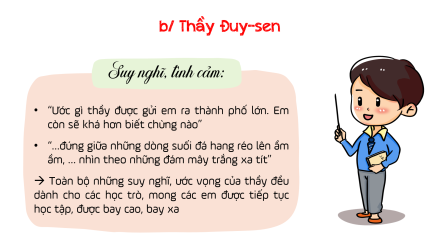 b/ Thầy Đuy-sen
Suy nghĩ, tình cảm:
• "Ước gì thầy được gửi em ra thành phố lớn. Em
còn sẽ khá hơn biết chừng nào"
• "...đứng giữa những dòng suối đá hang réo lên ầm
ầm, ... nhìn theo những đám mây trắng xa tít"
→ Toàn bộ những suy nghĩ, ước vọng của thầy đều
dành cho các học trò, mong các em được tiếp tục
học tập, được bay cao, bay xa